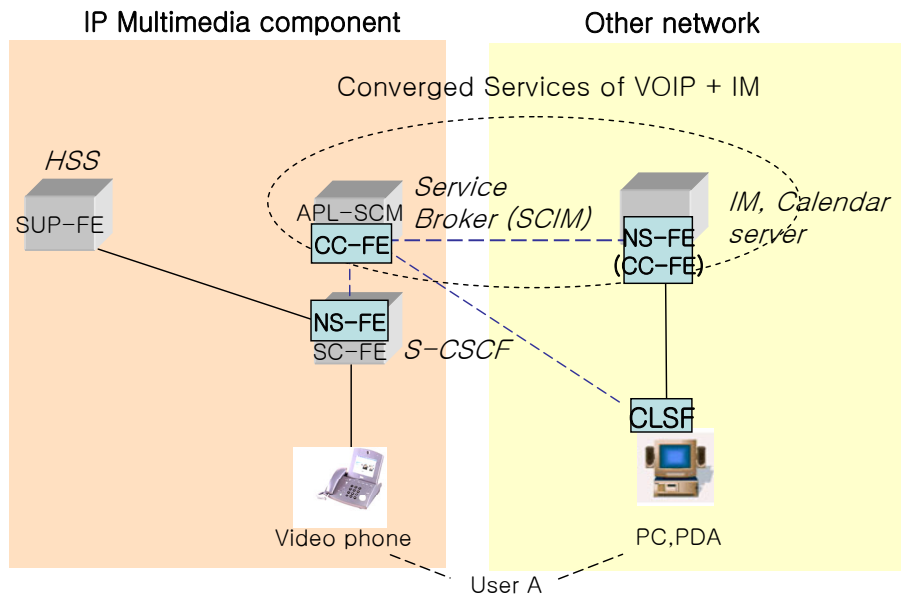 IP Multimedia component
Other network
Converged Services of VOIP + IM
HSS
SUP-FE
APL-SCM
CC-FE
Service
Broker (SCIM)
NS-FE
(CC-FE)
IM, Calendar
server
NS-FE
SC-FE
S-CSCF
CLSF
Video phone
PC,PDA
User A